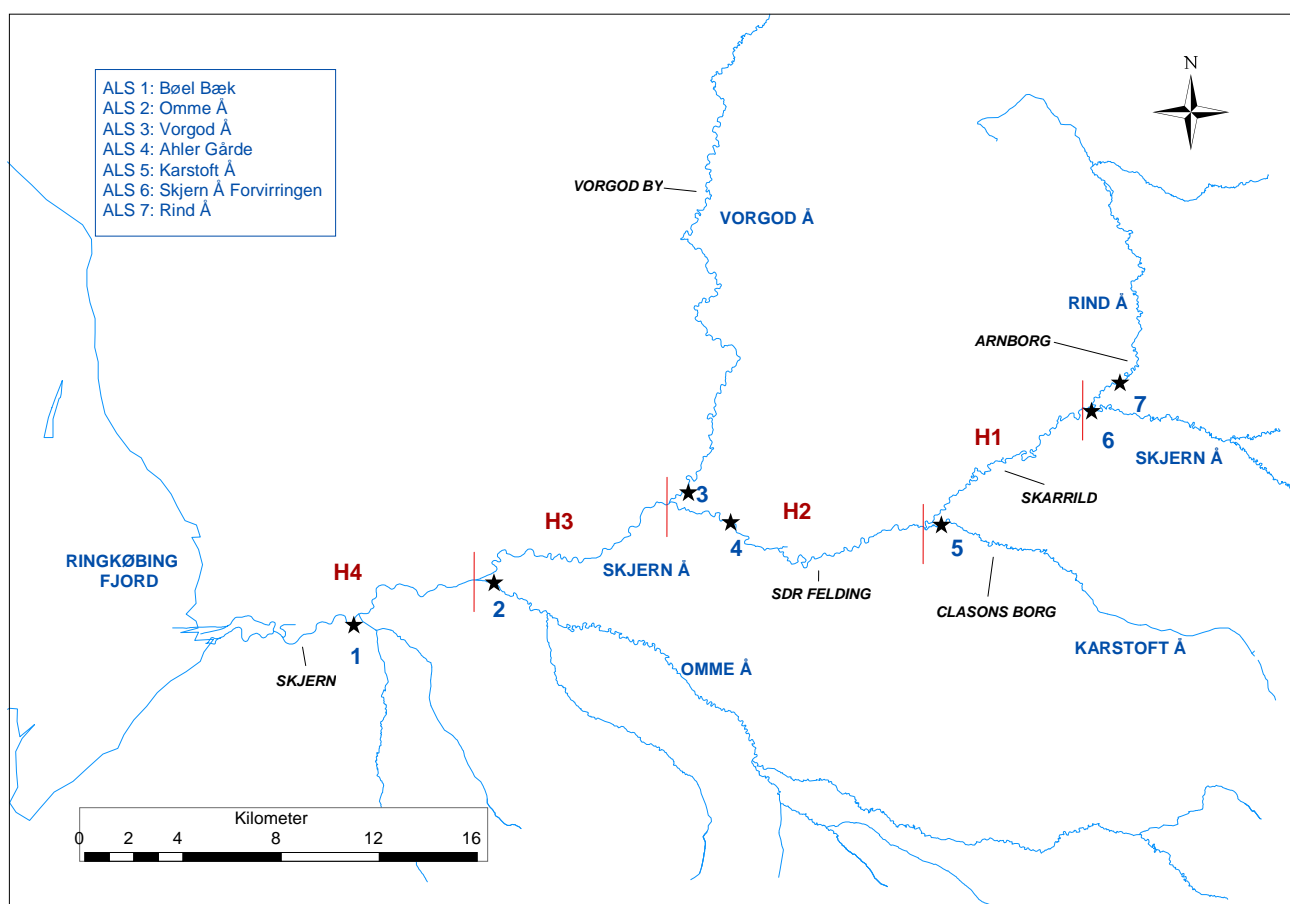 ALS 1: Bøel Bæk
ALS 2: Omme Å
ALS 3: Vorgod Å
ALS 4: Ahler Gårde
ALS 5: Karstoft Å
ALS 6: Skjern Å Forvirringen
ALS 7: Rind Å
N
VORGOD BY
VORGOD Å
RIND Å
ARNBORG
7
6
H1
SKJERN Å
SKARRILD
3
H2
4
5
H3
RINGKØBING
FJORD
H4
SKJERN Å
SDR FELDING
CLASONS BORG
2
KARSTOFT Å
1
SKJERN
OMME Å
Kilometer
0 2 4 8 12 16